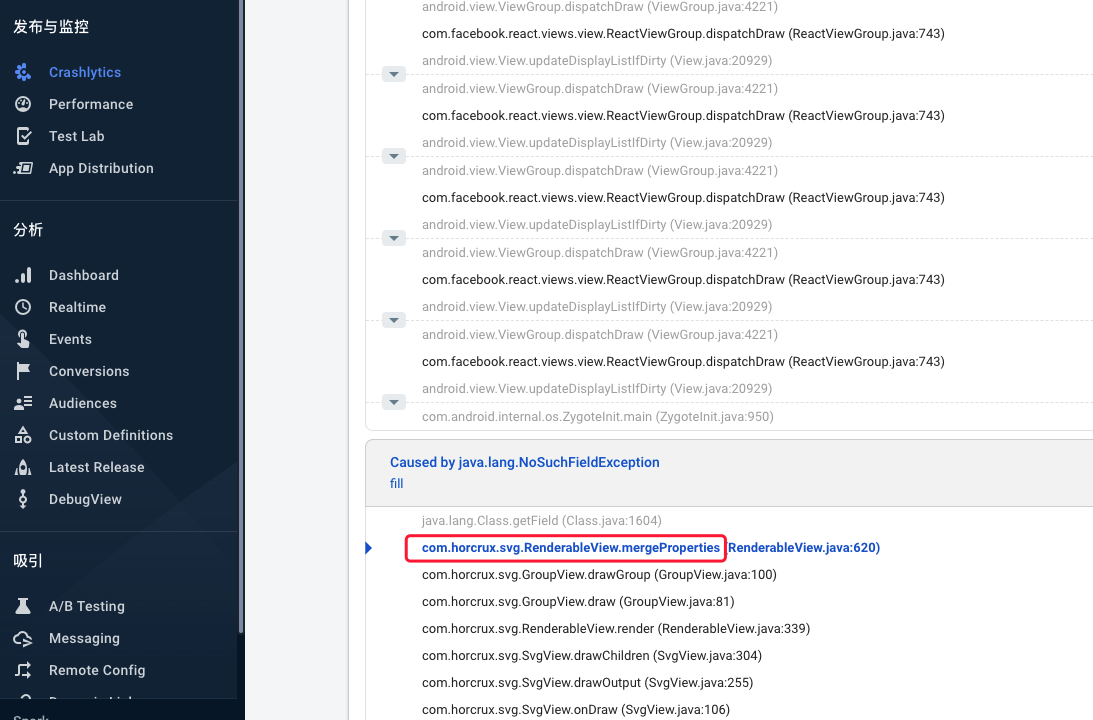 发布与监控
Crashlytics
Performance
Test Lab
App Distribution
分析
Dashboard
Realtime
Events
Conversions
Audiences
Custom Definitions
Latest Release
DebugView
吸引
A/B Testing
Messaging
Remote Config
android.view.ViewGroup.dispatchDraw (ViewGroup.java:4221)
com.facebook.react.views.view.ReactViewGroup.dispatchDraw (ReactViewGroup.java:743)
android.view.View.updateDisplayListIfDirty (View.java:20929)
android.view.ViewGroup.dispatchDraw (ViewGroup.java:4221)
com.facebook.react.views.view.ReactViewGroup.dispatchDraw (ReactViewGroup.java:743)
android.view.View.updateDisplayListIfDirty (View.java:20929)
android.view.ViewGroup.dispatchDraw (ViewGroup.java:4221)
com.facebook.react.views.view.ReactViewGroup.dispatchDraw (ReactViewGroup.java:743)
android.view.View.updateDisplayListIfDirty (View.java:20929)
android.view.ViewGroup.dispatchDraw (ViewGroup.java:4221)
com.facebook.react.views.view.ReactViewGroup.dispatchDraw (ReactViewGroup.java:743)
android.view.View.updateDisplayListIfDirty (View.java:20929)
android.view.ViewGroup.dispatchDraw (ViewGroup.java:4221)
com.facebook.react.views.view.ReactViewGroup.dispatchDraw (ReactViewGroup.java:743)
android.view.View.updateDisplayListIfDirty (View.java:20929)
com.android.internal.os.ZygoteInit.main (ZygoteInit.java:950)
Caused by java.lang.NoSuchFieldException
fill
java.lang.Class.getField (Class.java:1604)
com.horcrux.svg.RenderableView.mergeProperties RenderableView.java:620)
com.horcrux.svg.GroupView.drawGroup (GroupView.java:100)
com.horcrux.svg.GroupView.draw (GroupView.java:81)
com.horcrux.svg.RenderableView.render (RenderableView.java:339)
com.horcrux.svg.SvgView.drawChildren (SvgView.java:304)
com.horcrux.svg.SvgView.drawOutput (SvgView.java:255)
com.horcrux.svg.SvgView.onDraw (SvgView.java:106)